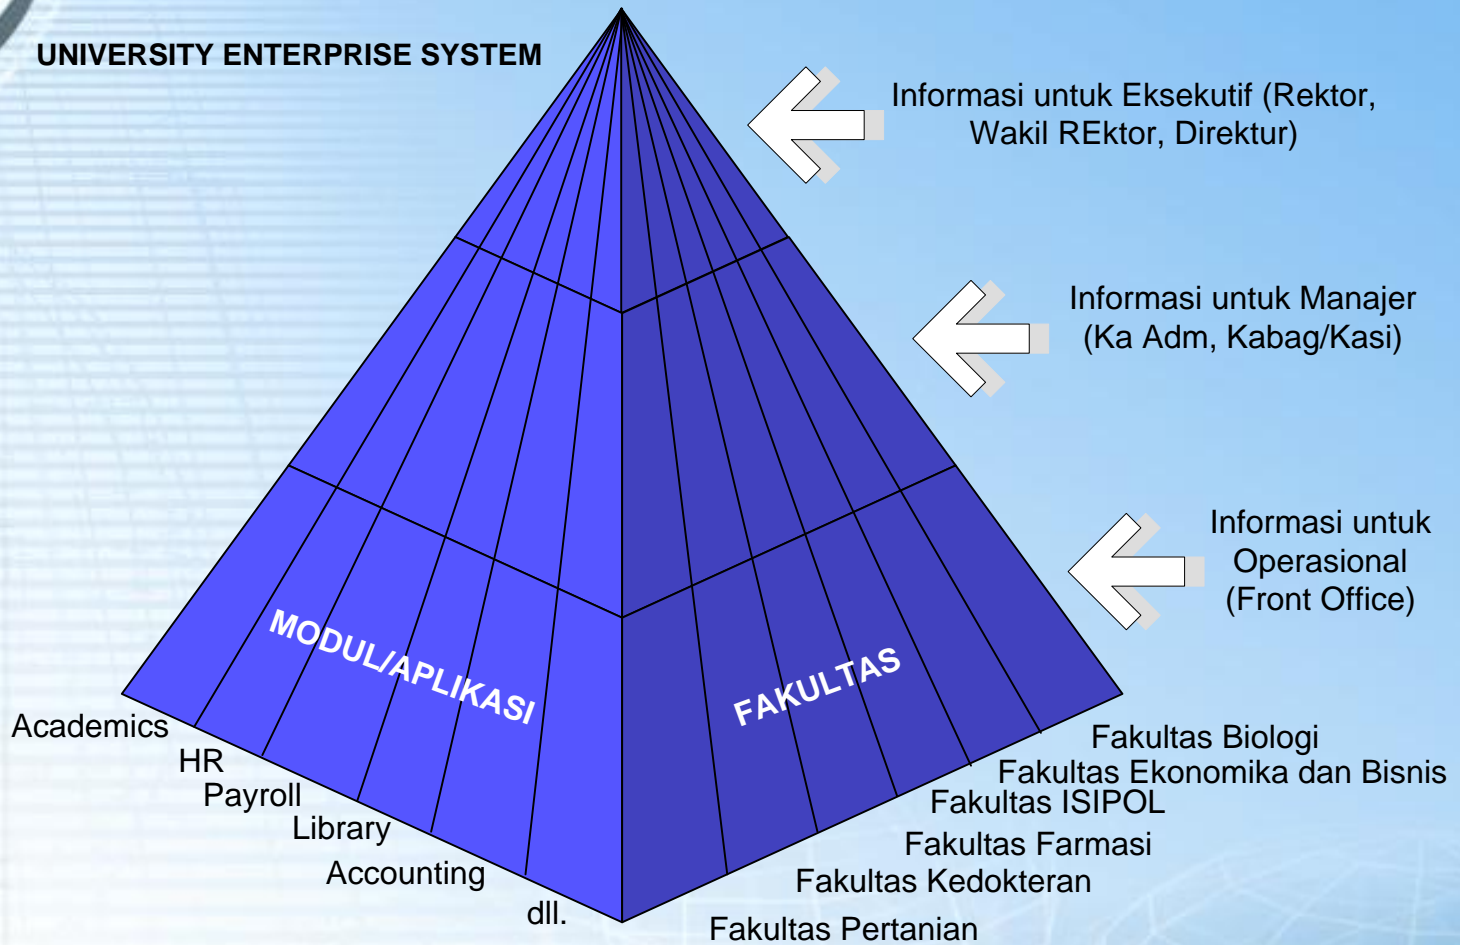 UNIVERSITY ENTERPRISE SYSTEM
Informasi untuk Eksekutif (Rektor,
Wakil REktor, Direktur)
Informasi untuk Manajer
(Ka Adm, Kabag/Kasi)
Informasi untuk
Operasional
(Front Office)
MODUL/APLIKASI
FAKULTAS
Academics
HR
Payroll
Library
Accounting
dll.
Fakultas Biologi
Fakultas Ekonomika dan Bisnis
Fakultas ISIPOL
Fakultas Farmasi
Fakultas Kedokteran
Fakultas Pertanian